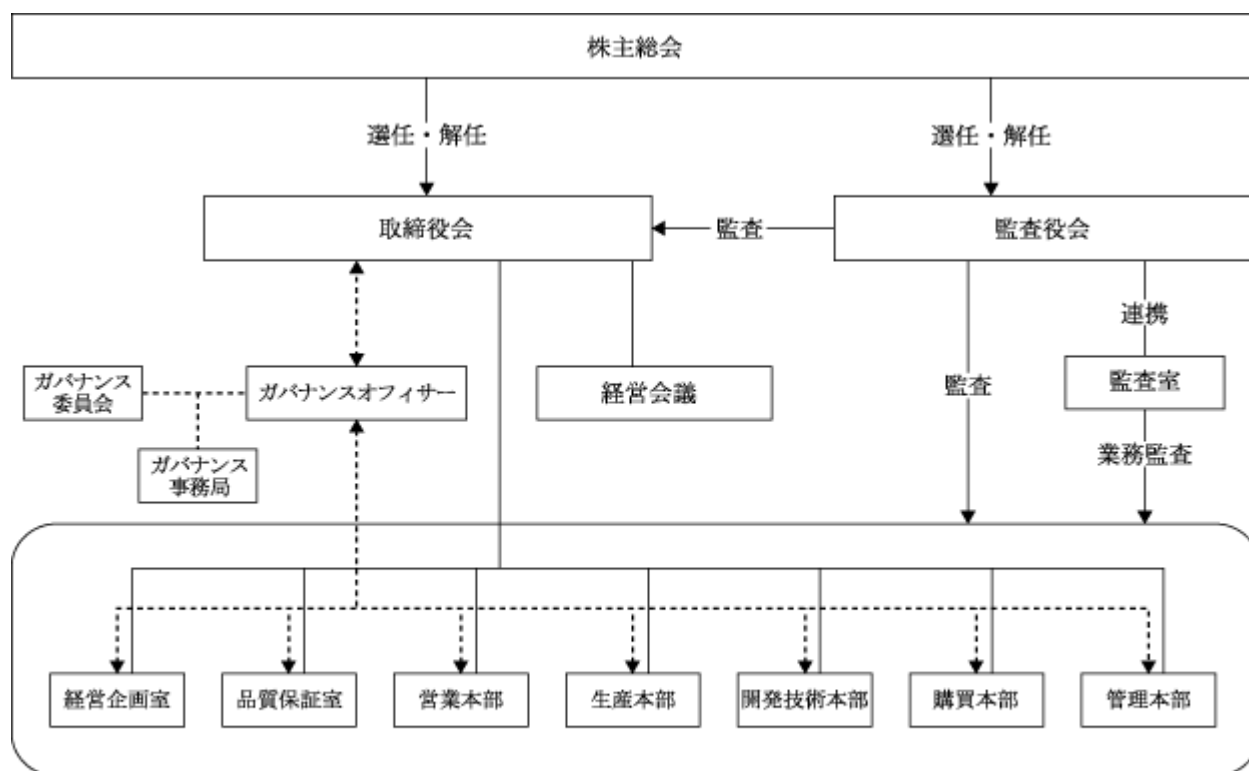 株主総会
選任・解任
選任・解任
取締役会
監査
監査役会
連携
ガバナンス
委員会
ガバナンスオフィサー
経営会議
監査
監査室
ガバナンス
事務局
業務監査
経営企画室
品質保証室
営業本部
生産本部
開発技術本部
購買本部
管理本部